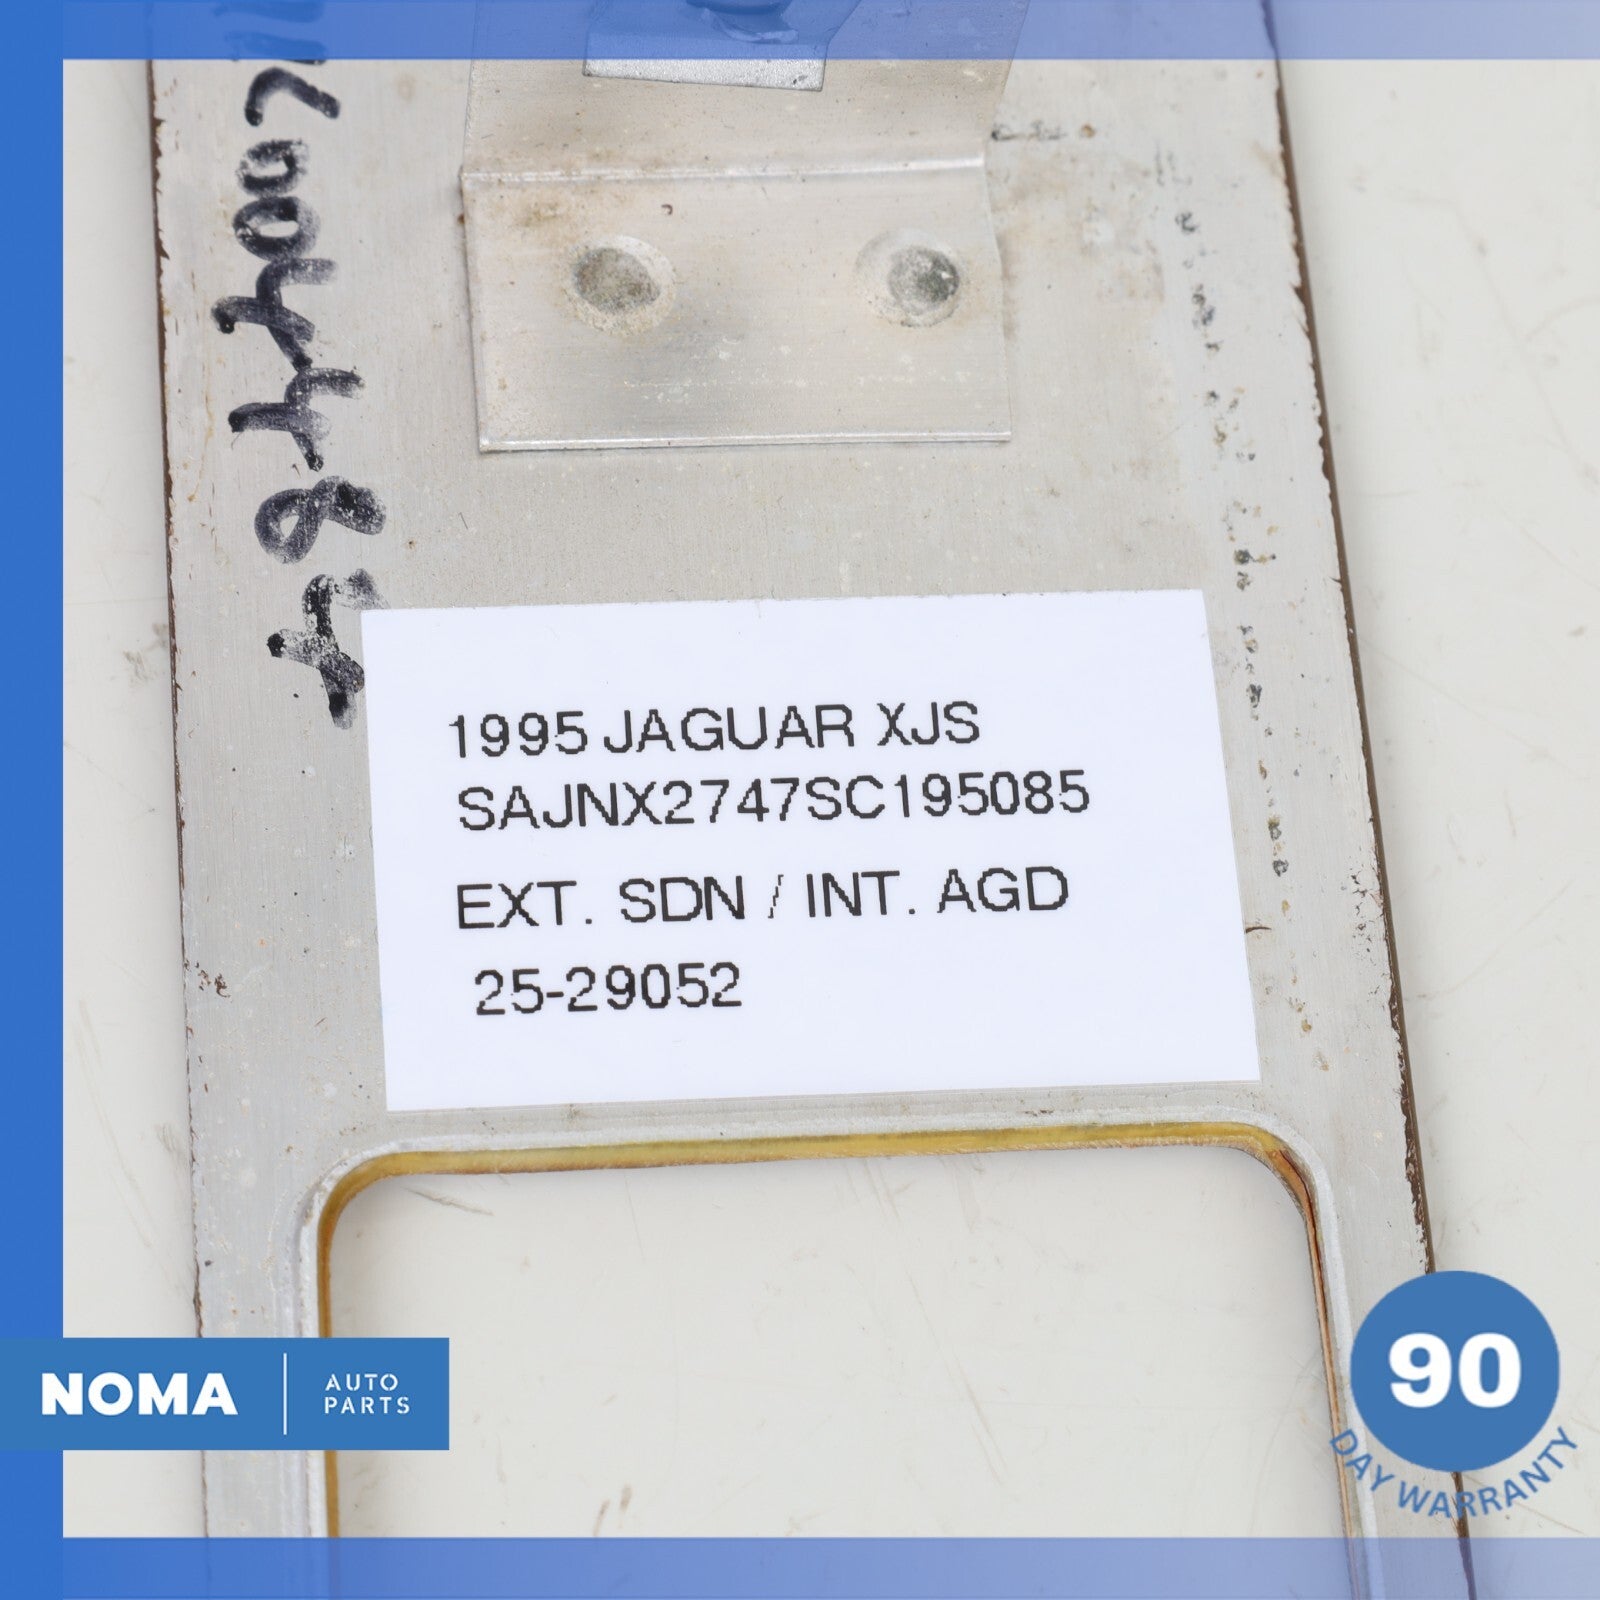 1995 JAGUAR XJS
SAJNX2747SC195085
EXT. SDN / INT. AGD
25-29052
NOMA
AUTO
PARTS
90
DAY WARRANTY